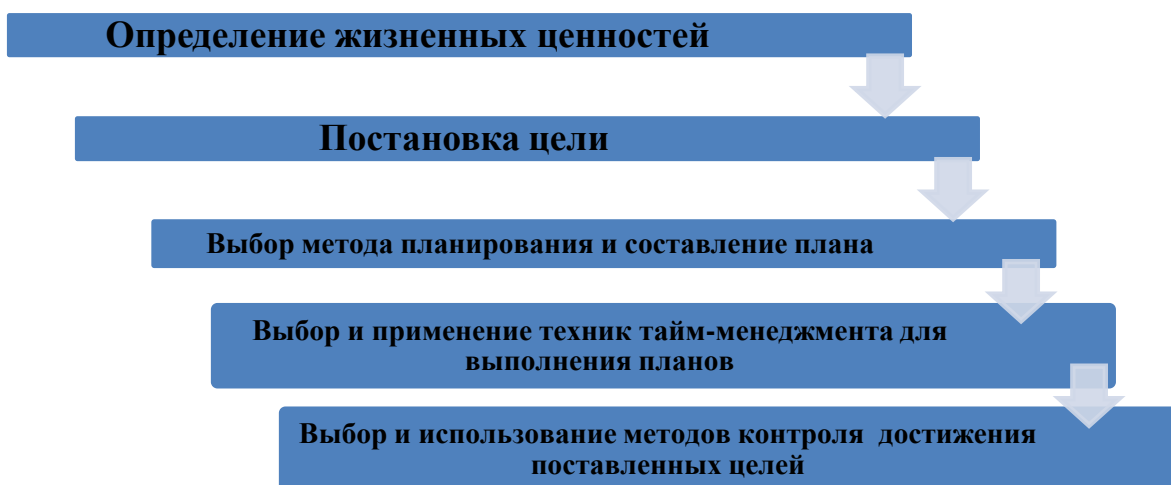 Определение жизненных ценностей
Постановка цели
Выбор метода планирования и составление плана
Выбор и применение техник тайм-менеджмента для
выполнения планов
Выбор и использование методов контроля достижения
поставленных целей